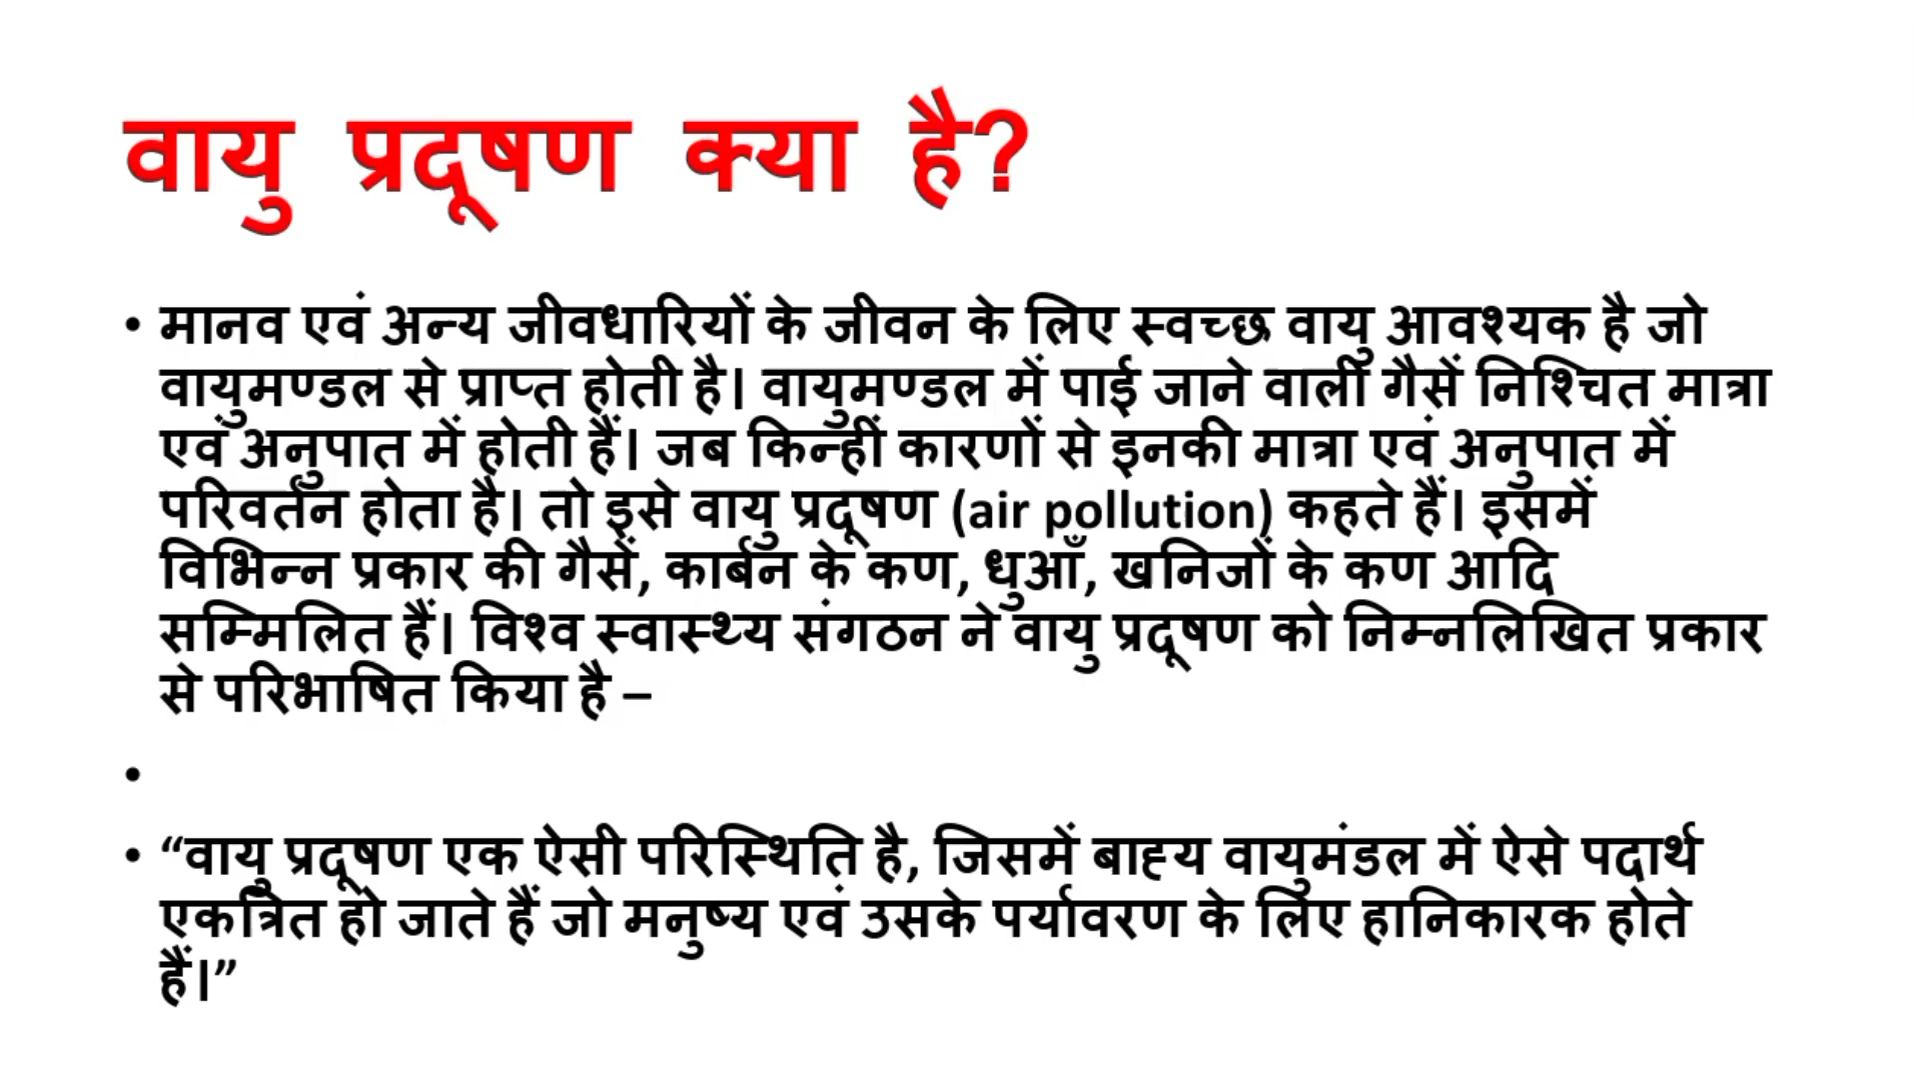 वायु प्रदूषण क्या है?
• मानव एवं अन्य जीवधारियों के जीवन के लिए स्वच्छ वायु आवश्यक है जो
वायुमण्डल से प्राप्त होती है। वायुमण्डल में पाई जाने वाली गैसें निश्चित मात्रा
एवं अनुपात में होती हैं। जब किन्हीं कारणों से इनकी मात्रा एवं अनुपात में
परिवर्तन होता है। तो इसे वायु प्रदूषण (air pollution) कहते हैं। इसमें
विभिन्न प्रकार की गैसें, कार्बन के कण, धुआँ, खनिजों के कण आदि
सम्मिलित हैं। विश्व स्वास्थ्य संगठन ने वायु प्रदूषण को निम्नलिखित प्रकार
से परिभाषित किया है –
•
• “वायु प्रदूषण एक ऐसी परिस्थिति है, जिसमें बाह्य वायुमंडल में ऐसे पदार्थ
एकत्रित हो जाते हैं जो मनुष्य एवं उसके पर्यावरण के लिए हानिकारक होते
हैं।”